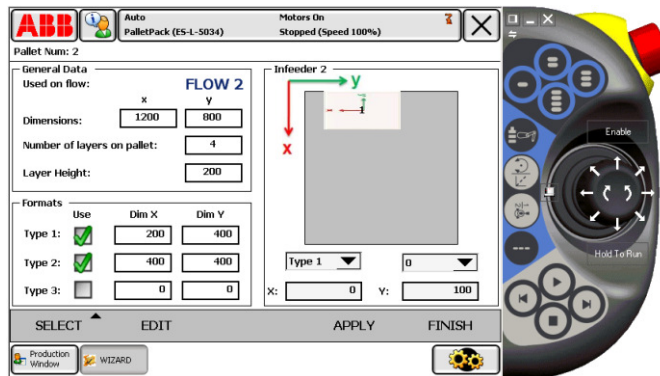 ABB
Auto
PalletPack (ES-L-5034)
Motors On
Stopped (Speed 100%)
Pallet Num: 2
General Data
Used on flow: FLOW 2
x y
Dimensions: 1200 800
Number of layers on pallet: 4
Layer Height: 200
Formats
Use Dim X Dim Y
Type 1: 200 400
Type 2: 400 400
Type 3: 0 0
Infeeder 2
y
x
1
Type 1 0
X: 0 Y: 100
SELECT EDIT APPLY FINISH
Production
Window
WIZARD
Enable
Hold To Run